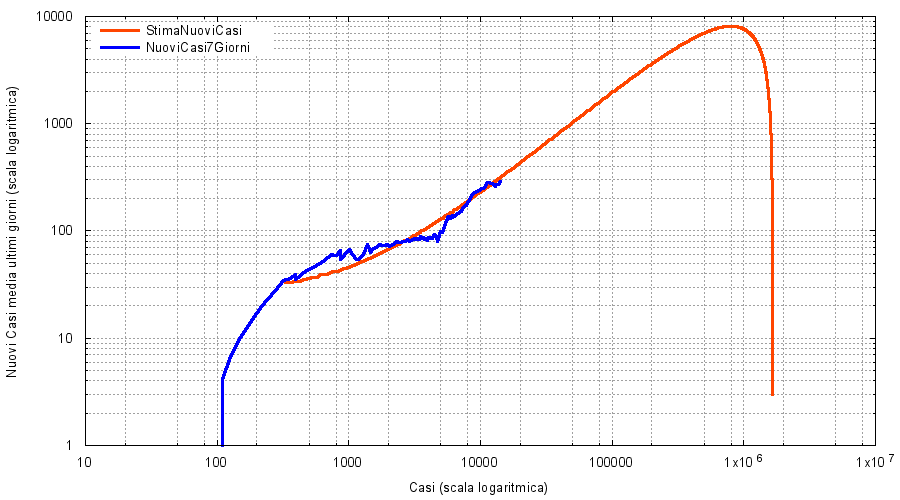 10000
1000
100
10
1
StimaNuoviCasi
NuoviCasi7Giorni
Nuovi Casi media ultimi giorni (scala logaritmica)
10 100 1000 10000 100000 1x10 6 1x10 7
Casi (scala logaritmica)